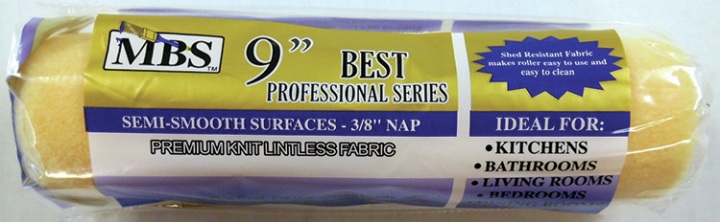 MBS TM
9” BEST
PROFESSIONAL SERIES
SEMI-SMOOTH SURFACES - 3/8" NAP
PREMIUM KNIT LINTLESS FABRIC
Shed Resistant Fabric
makes roller easy to use and
easy to clean
IDEAL FOR:
• KITCHENS
• BATHROOMS
• LIVING ROOMS
• BEDROOMS